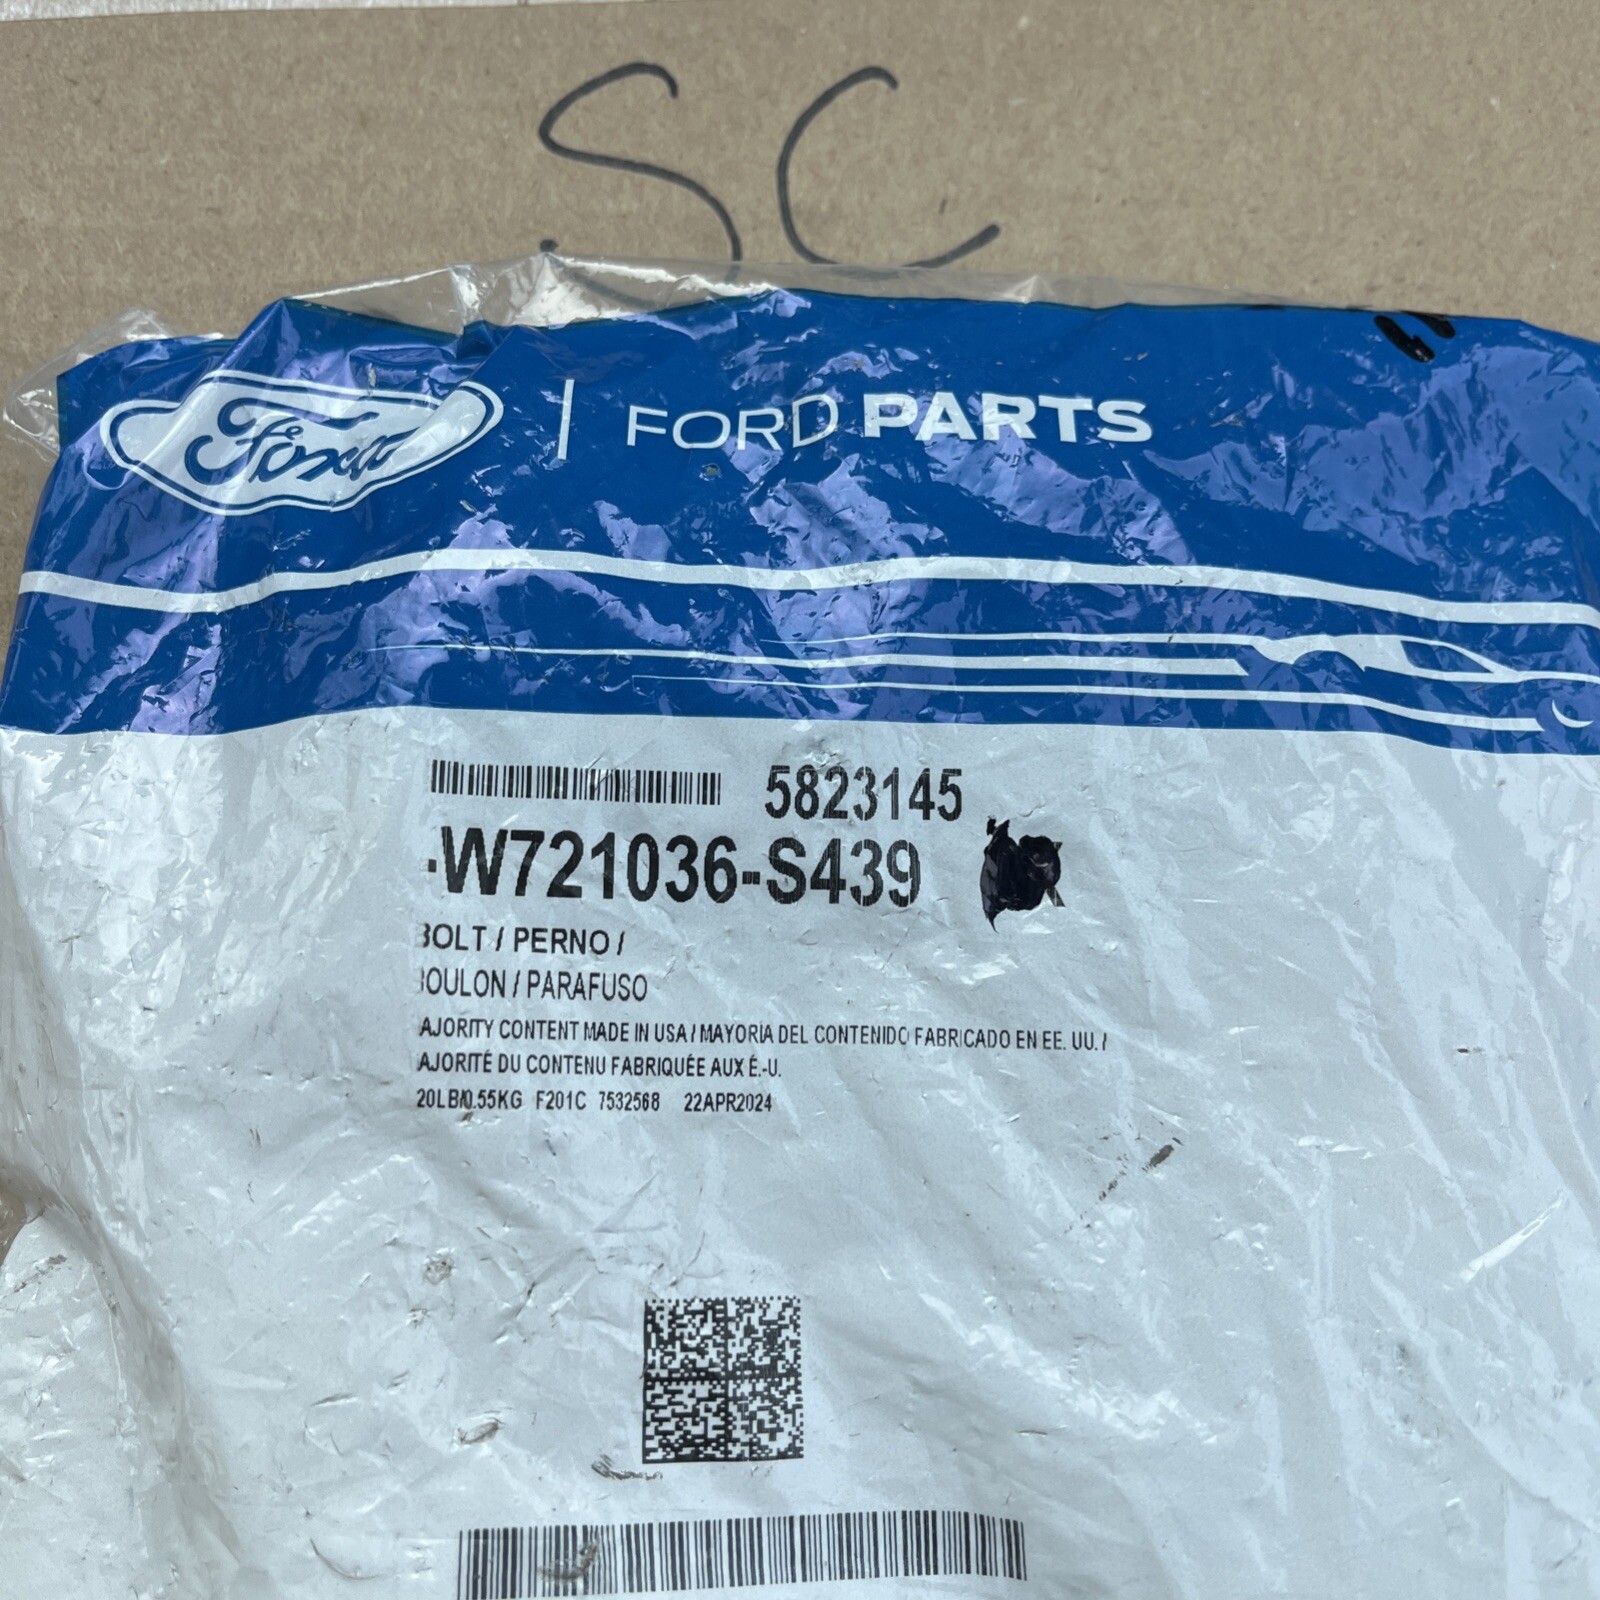 SC
Ford
FORD PARTS
5823145
-W721036-S439
BOLT / PERNO /
BOULON / PARAFUSO
AJORITY CONTENT MADE IN USA / MAYORIA DEL CONTENIDO FABRICADO EN EE. UU. /
AJORITÉ DU CONTENU FABRIQUÉE AUX É.-U.
20LB/0.55KG F201C 7532568 22APR2024